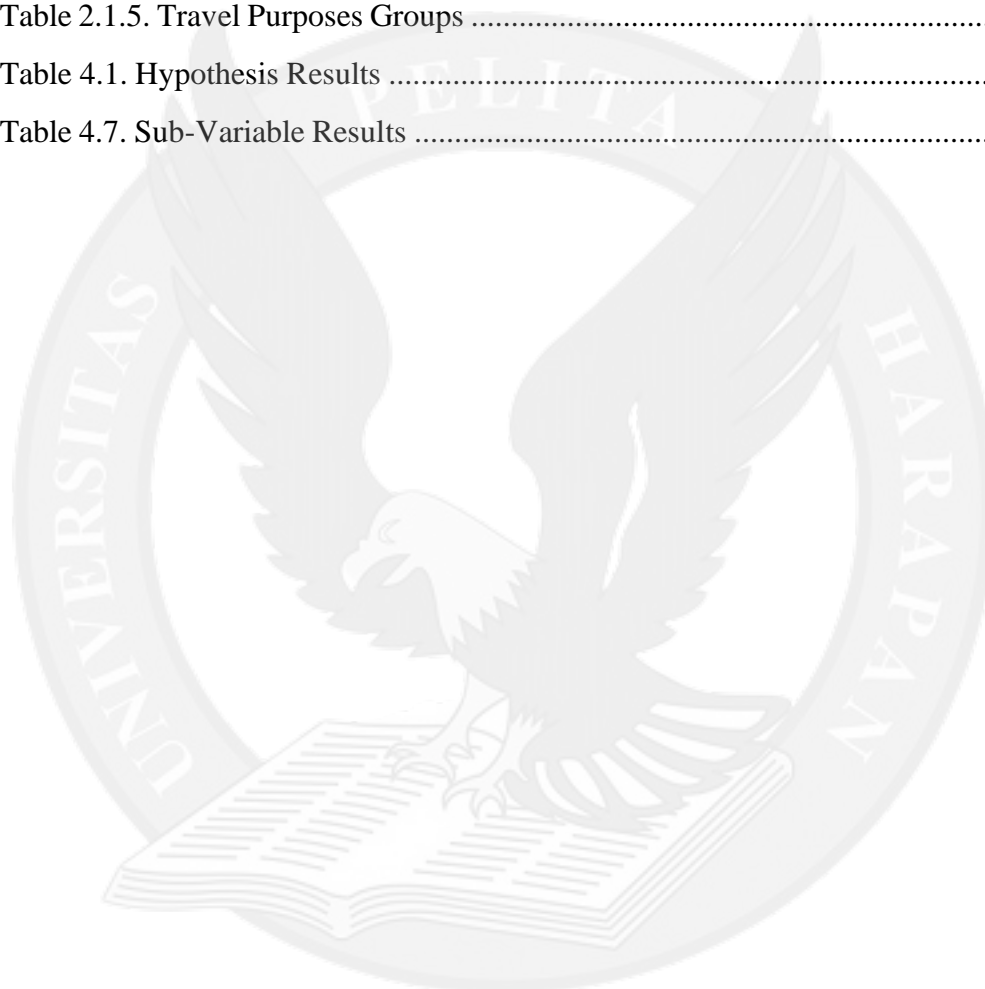 Table 2.1.5. Travel Purposes Groups ......................................................................
Table 4.1. Hypothesis Results ................................................................................
Table 4.7. Sub-Variable Results .............................................................................
UNIVERSITAS PELITA HARAPAN